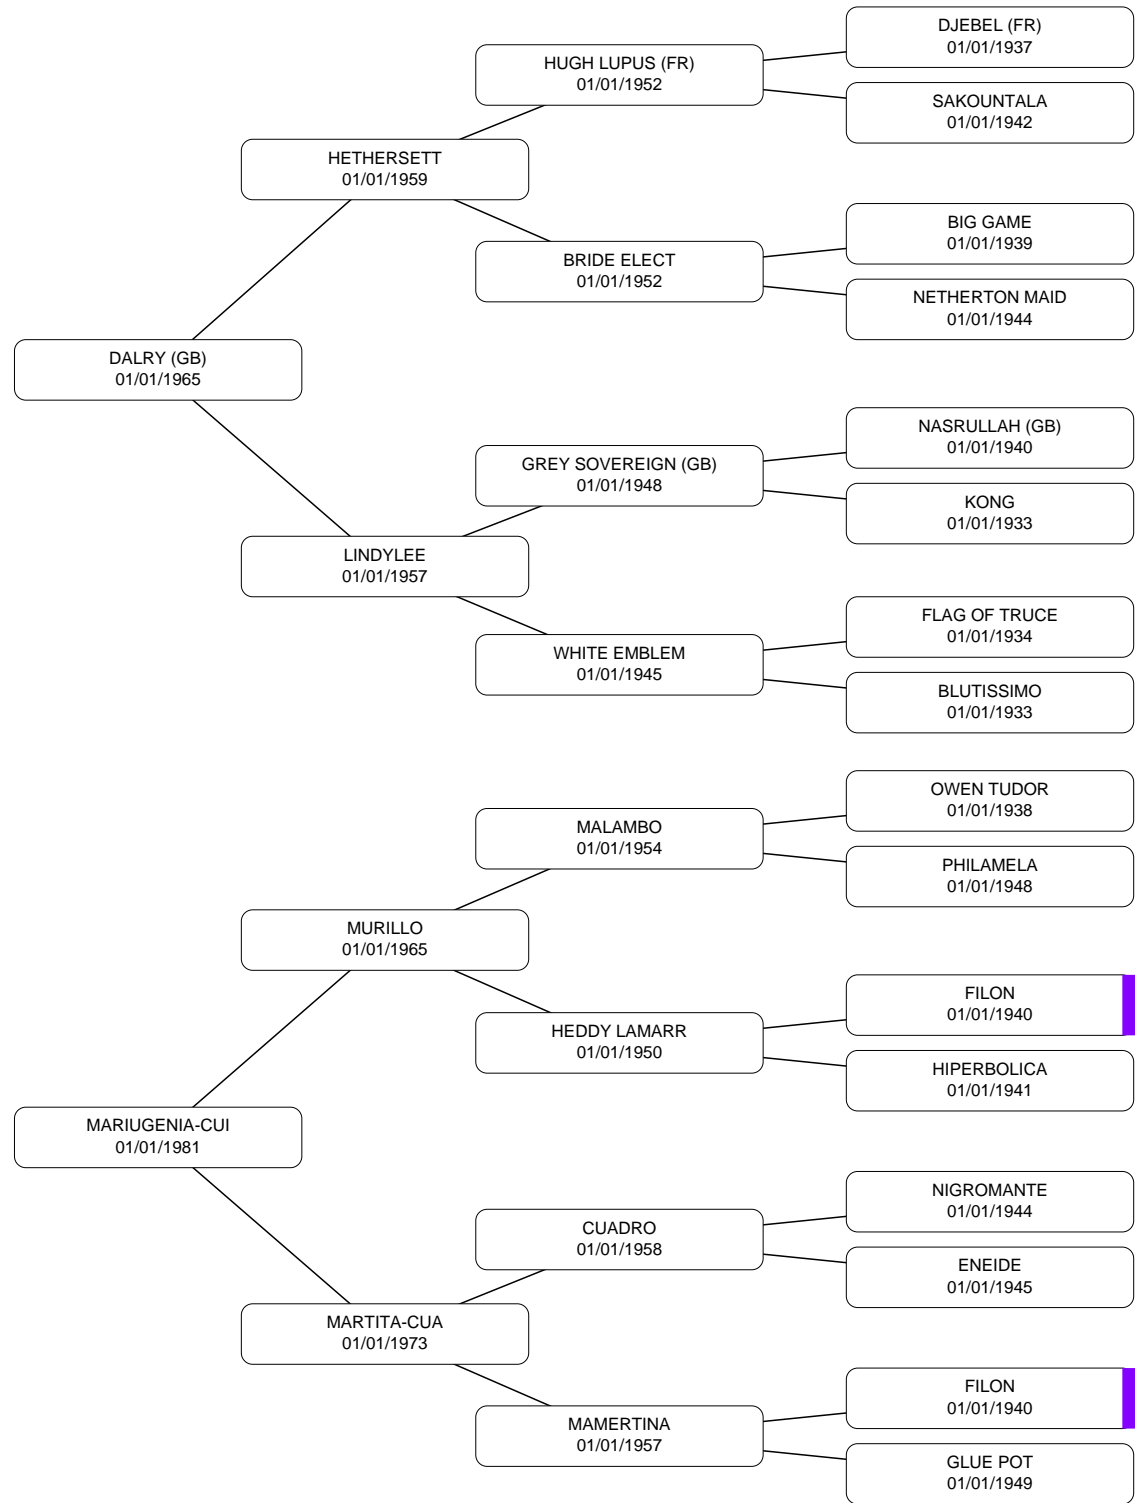 DJEBEL (FR)
01/01/1937
HUGH LUPUS (FR)
01/01/1952
SAKOUNTALA
01/01/1942
HETHERSETT
01/01/1959
BIG GAME
01/01/1939
BRIDE ELECT
01/01/1952
NETHERTON MAID
01/01/1944
DALRY (GB)
01/01/1965
NASRULLAH (GB)
01/01/1940
GREY SOVEREIGN (GB)
01/01/1948
KONG
01/01/1933
LINDYLEE
01/01/1957
FLAG OF TRUCE
01/01/1934
WHITE EMBLEM
01/01/1945
BLUTISSIMO
01/01/1933
OWEN TUDOR
01/01/1938
MALAMBO
01/01/1954
PHILAMELA
01/01/1948
MURILLO
01/01/1965
FILON
01/01/1940
HEDDY LAMARR
01/01/1950
HIPERBOLICA
01/01/1941
MARIUGENIA-CUI
01/01/1981
NIGROMANTE
01/01/1944
CUADRO
01/01/1958
ENEIDE
01/01/1945
MARTITA-CUA
01/01/1973
FILON
01/01/1940
MAMERTINA
01/01/1957
GLUE POT
01/01/1949